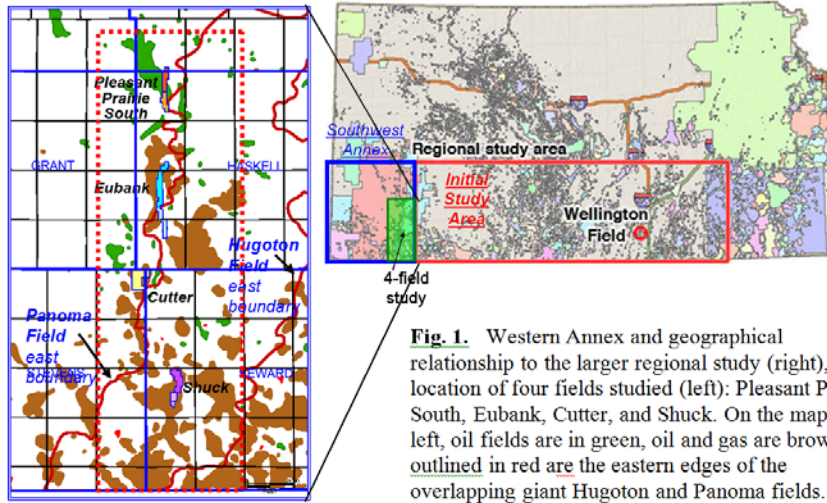 Pleasant
Prairie
South
GRANT
HASKELL
Eubank
Hugoton
Field
east
boundary
Cutter
Panoma
Field
east
boundary
STEVENS
SEWARD
Shuck
Southwest
Annex
Regional study area
Initial
Study
Area
Wellington
Field
4-field
study
Fig. 1. Western Annex and geographical
relationship to the larger regional study (right),
location of four fields studied (left): Pleasant P
South, Eubank, Cutter, and Shuck. On the map
left, oil fields are in green, oil and gas are brow
outlined in red are the eastern edges of the
overlapping giant Hugoton and Panoma fields.